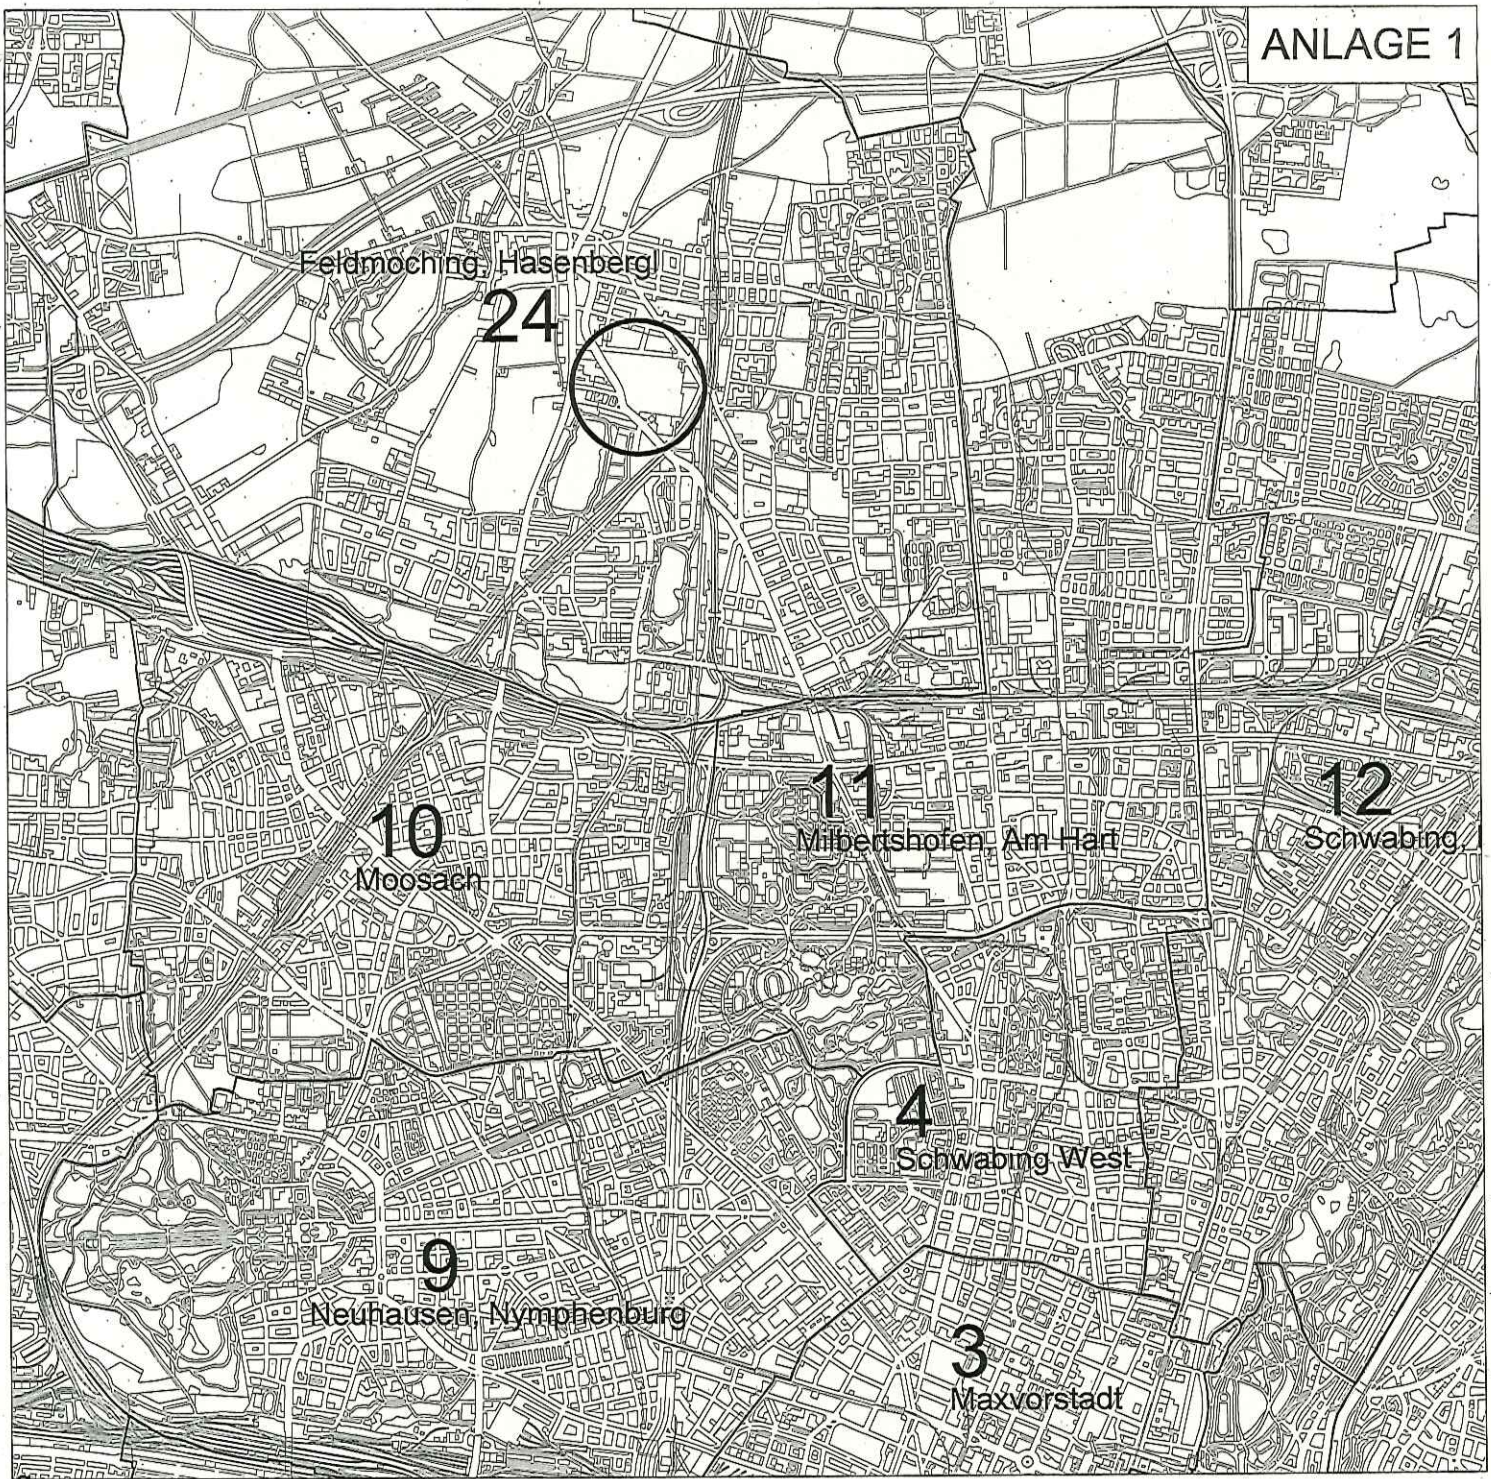 ANLAGE 1
Feldmoching, Hasenbergl
24
11
Milbertshofen, Am Hart
12
Schwabing,
10
Moosach
4
Schwabing West
9
Neuhausen, Nymphenburg
3
Maxvorstadt